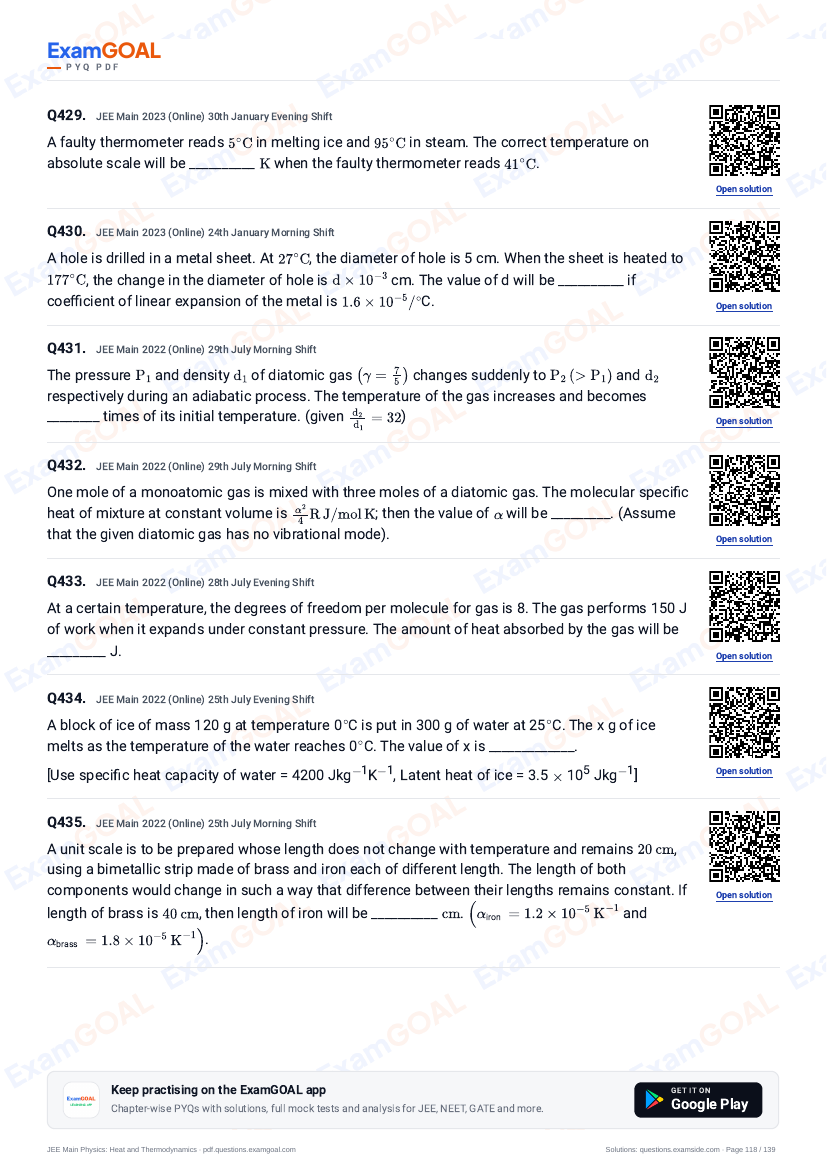 ExamGOAL
PYQ PDF
Q429. JEE Main 2023 (Online) 30th January Evening Shift
A faulty thermometer reads 5°C in melting ice and 95°C in steam. The correct temperature on
absolute scale will be __________ K when the faulty thermometer reads 41°C.
Open solution
Q430. JEE Main 2023 (Online) 24th January Morning Shift
A hole is drilled in a metal sheet. At 27°C, the diameter of hole is 5 cm. When the sheet is heated to
177°C, the change in the diameter of hole is d × 10⁻³ cm. The value of d will be __________ if
coefficient of linear expansion of the metal is 1.6 × 10⁻⁵/°C.
Open solution
Q431. JEE Main 2022 (Online) 29th July Morning Shift
The pressure P₁ and density d₁ of diatomic gas (γ = 7/5) changes suddenly to P₂ (> P₁) and d₂
respectively during an adiabatic process. The temperature of the gas increases and becomes
________ times of its initial temperature. (given d₂/d₁ = 32)
Open solution
Q432. JEE Main 2022 (Online) 29th July Morning Shift
One mole of a monoatomic gas is mixed with three moles of a diatomic gas. The molecular specific
heat of mixture at constant volume is α²/4 R J/mol K; then the value of α will be _________. (Assume
that the given diatomic gas has no vibrational mode).
Open solution
Q433. JEE Main 2022 (Online) 28th July Evening Shift
At a certain temperature, the degrees of freedom per molecule for gas is 8. The gas performs 150 J
of work when it expands under constant pressure. The amount of heat absorbed by the gas will be
_________ J.
Open solution
Q434. JEE Main 2022 (Online) 25th July Evening Shift
A block of ice of mass 120 g at temperature 0°C is put in 300 g of water at 25°C. The x g of ice
melts as the temperature of the water reaches 0°C. The value of x is _____________.
[Use specific heat capacity of water = 4200 Jkg⁻¹K⁻¹, Latent heat of ice = 3.5 × 10⁵ Jkg⁻¹]
Open solution
Q435. JEE Main 2022 (Online) 25th July Morning Shift
A unit scale is to be prepared whose length does not change with temperature and remains 20 cm,
using a bimetallic strip made of brass and iron each of different length. The length of both
components would change in such a way that difference between their lengths remains constant. If
length of brass is 40 cm, then length of iron will be __________ cm. (α_iron = 1.2 × 10⁻⁵ K⁻¹ and
α_brass = 1.8 × 10⁻⁵ K⁻¹).
Open solution
ExamGOAL
Keep practising on the ExamGOAL app
Chapter-wise PYQs with solutions, full mock tests and analysis for JEE, NEET, GATE and more.
GET IT ON
Google Play
JEE Main Physics: Heat and Thermodynamics · pdf.questions.examgoal.com
Solutions: questions.examside.com · Page 118 / 139